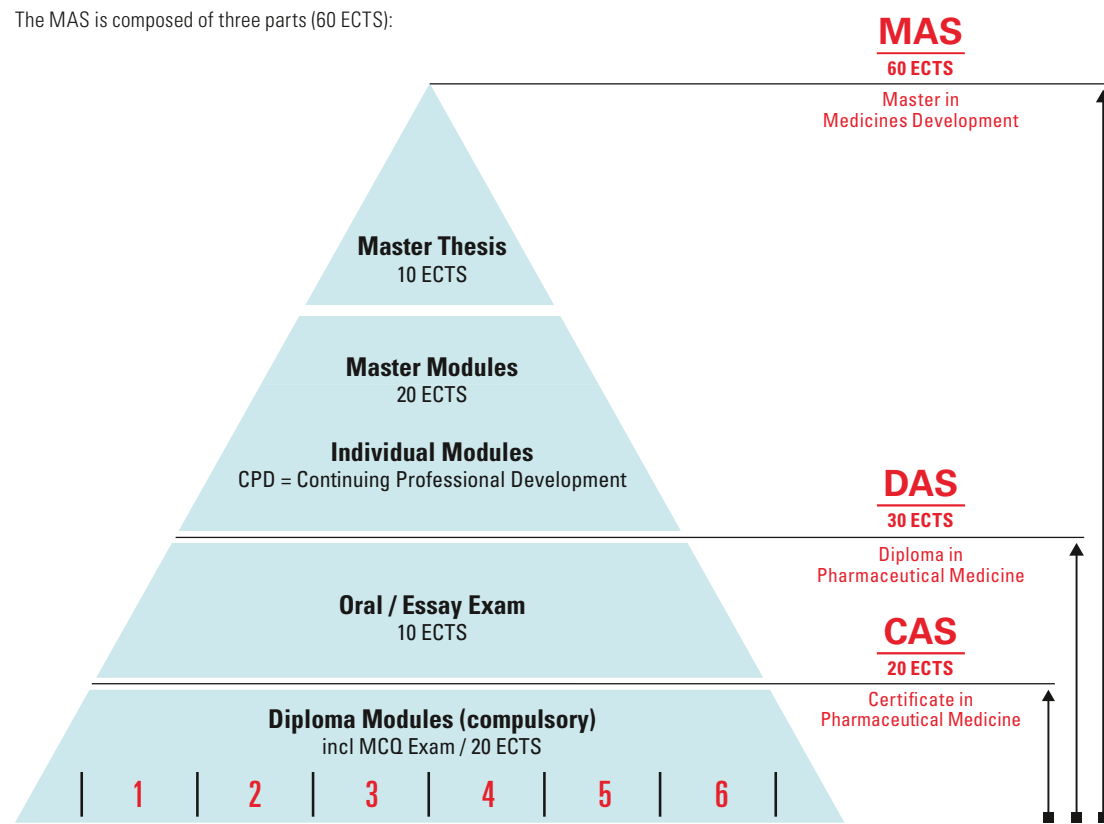 The MAS is composed of three parts (60 ECTS):
MAS
60 ECTS
Master in
Medicines Development
Master Thesis
10 ECTS
Master Modules
20 ECTS
Individual Modules
CPD = Continuing Professional Development
DAS
30 ECTS
Diploma in
Pharmaceutical Medicine
Oral / Essay Exam
10 ECTS
CAS
20 ECTS
Certificate in
Pharmaceutical Medicine
Diploma Modules (compulsory)
incl MCQ Exam / 20 ECTS
1 2 3 4 5 6